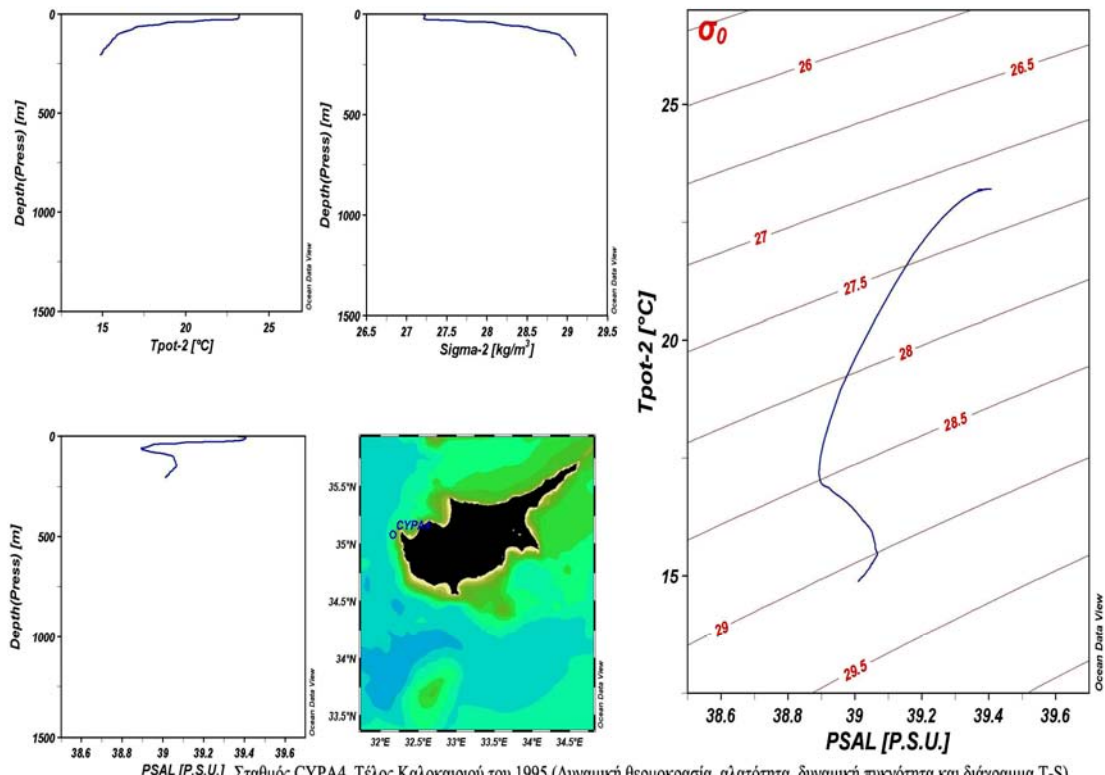 0
500
1000
1500
Depth(Press) [m]
15
20
25
Tpot-2 [°C]
Ocean Data View
0
500
1000
1500
Depth(Press) [m]
26.5
27
27.5
28
28.5
29
29.5
Sigma-2 [kg/m³]
Ocean Data View
σ0
26
26.5
27
27.5
28
28.5
29
29.5
25
20
15
Tpot-2 [°C]
38.6
38.8
39
39.2
39.4
39.6
PSAL [P.S.U.]
Ocean Data View
0
500
1000
1500
Depth(Press) [m]
38.6
38.8
39
39.2
39.4
39.6
PSAL [P.S.U.]
Ocean Data View
35.5°N
35°N
34.5°N
34°N
33.5°N
CYPA4
32°E
32.5°E
33°E
33.5°E
34°E
34.5°E
Ocean Data View
Σταθμός CYPA4. Τέλος Καλοκαιριού του 1995 (Δυναμική θερμοκρασία, αλατότητα, δυναμική πυκνότητα και διάγραμμα T-S)